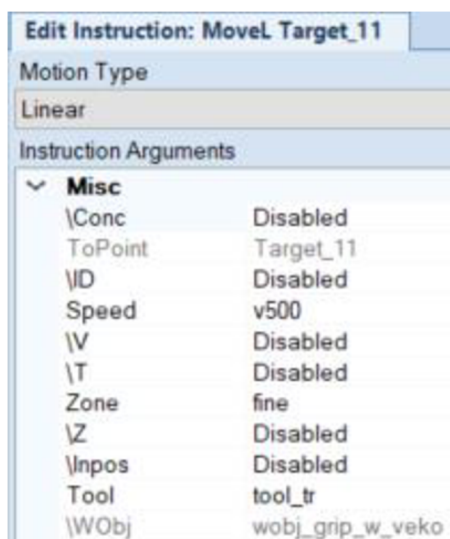 Edit Instruction: MoveL Target_11
Motion Type
Linear
Instruction Arguments
Misc
\Conc Disabled
ToPoint Target_11
\ID Disabled
Speed v500
\V Disabled
\T Disabled
Zone fine
\Z Disabled
\Inpos Disabled
Tool tool_tr
\WObj wobj_grip_w_veko